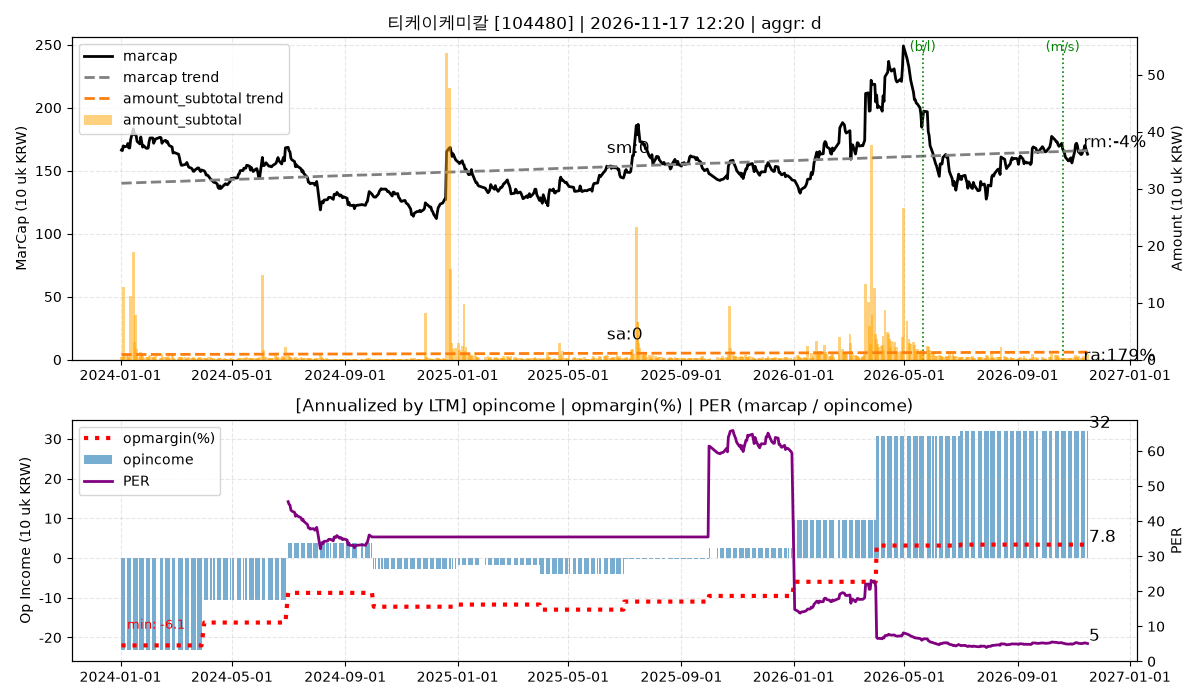 티케이케미칼 [104480] | 2026-11-17 12:20 | aggr: d
250
200
150
100
50
0
MarCap (10 uk KRW)
marcap
marcap trend
amount_subtotal trend
amount_subtotal
sm:0
sa:0
(b/l)
(m/s)
rm:-4%
ra:179%
50
40
30
20
10
0
Amount (10 uk KRW)
2024-01-01 2024-05-01 2024-09-01 2025-01-01 2025-05-01 2025-09-01 2026-01-01 2026-05-01 2026-09-01 2027-01-01
[Annualized by LTM] opincome | opmargin(%) | PER (marcap / opincome)
30
20
10
0
-10
-20
Op Income (10 uk KRW)
opmargin(%)
opincome
PER
min: -6.1
32
7.8
5
60
50
40
30
20
10
0
PER
2024-01-01 2024-05-01 2024-09-01 2025-01-01 2025-05-01 2025-09-01 2026-01-01 2026-05-01 2026-09-01 2027-01-01